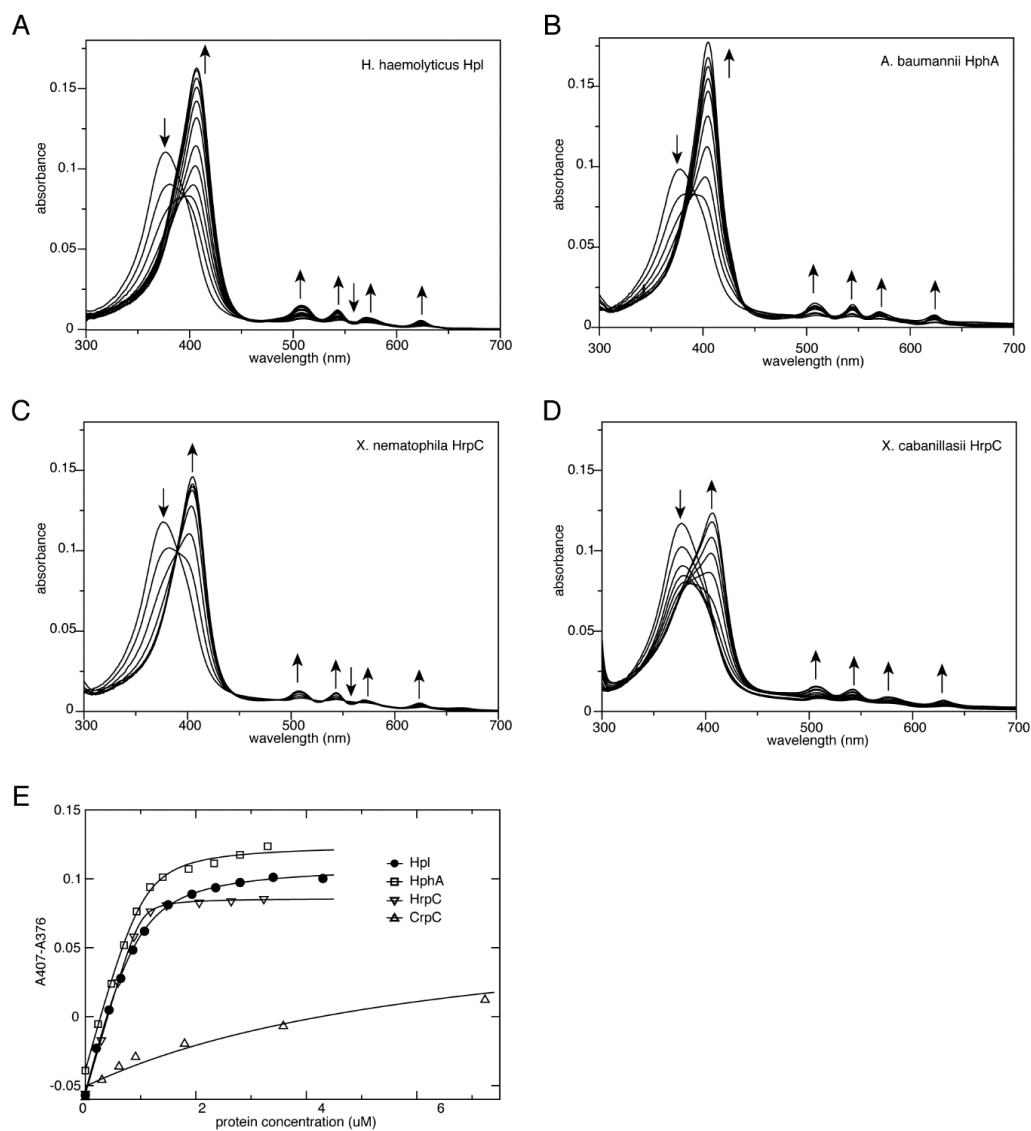 A
H. haemolyticus Hpl
absorbance
0.15
0.1
0.05
0
300
400
500
600
700
wavelength (nm)
B
A. baumannii HphA
absorbance
0.15
0.1
0.05
0
300
400
500
600
700
wavelength (nm)
C
X. nematophila HrpC
absorbance
0.15
0.1
0.05
0
300
400
500
600
700
wavelength (nm)
D
X. cabanillasii HrpC
absorbance
0.15
0.1
0.05
0
300
400
500
600
700
wavelength (nm)
E
A407-A376
0.15
0.1
0.05
0
-0.05
Hpl
HphA
HrpC
CrpC
0
2
4
6
protein concentration (uM)